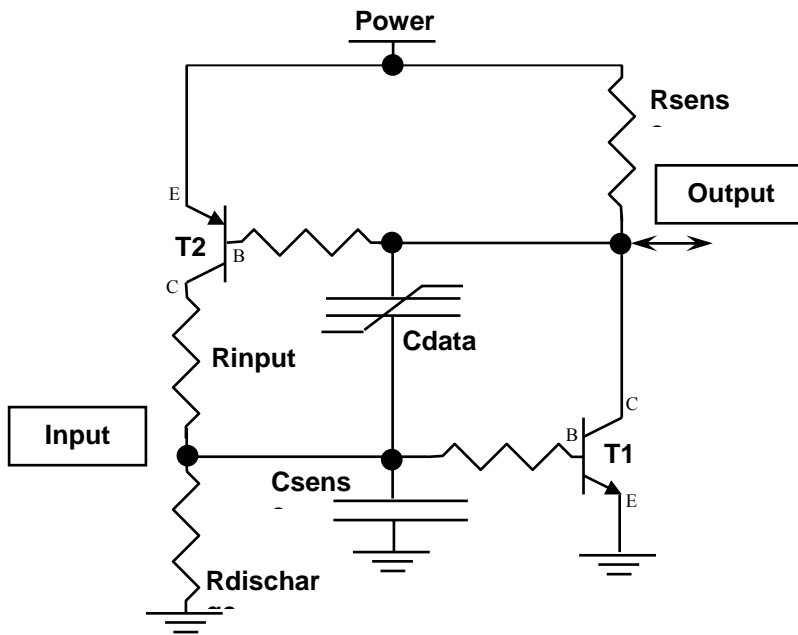 Power
Rsens
E
Output
T2
B
C
Cdata
Rinput
C
Input
B
T1
Csens
E
Rdischar